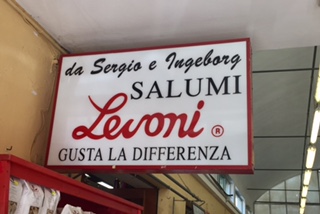 da Sergio e Ingeborg
SALUMI
Levoni ®
GUSTA LA DIFFERENZA